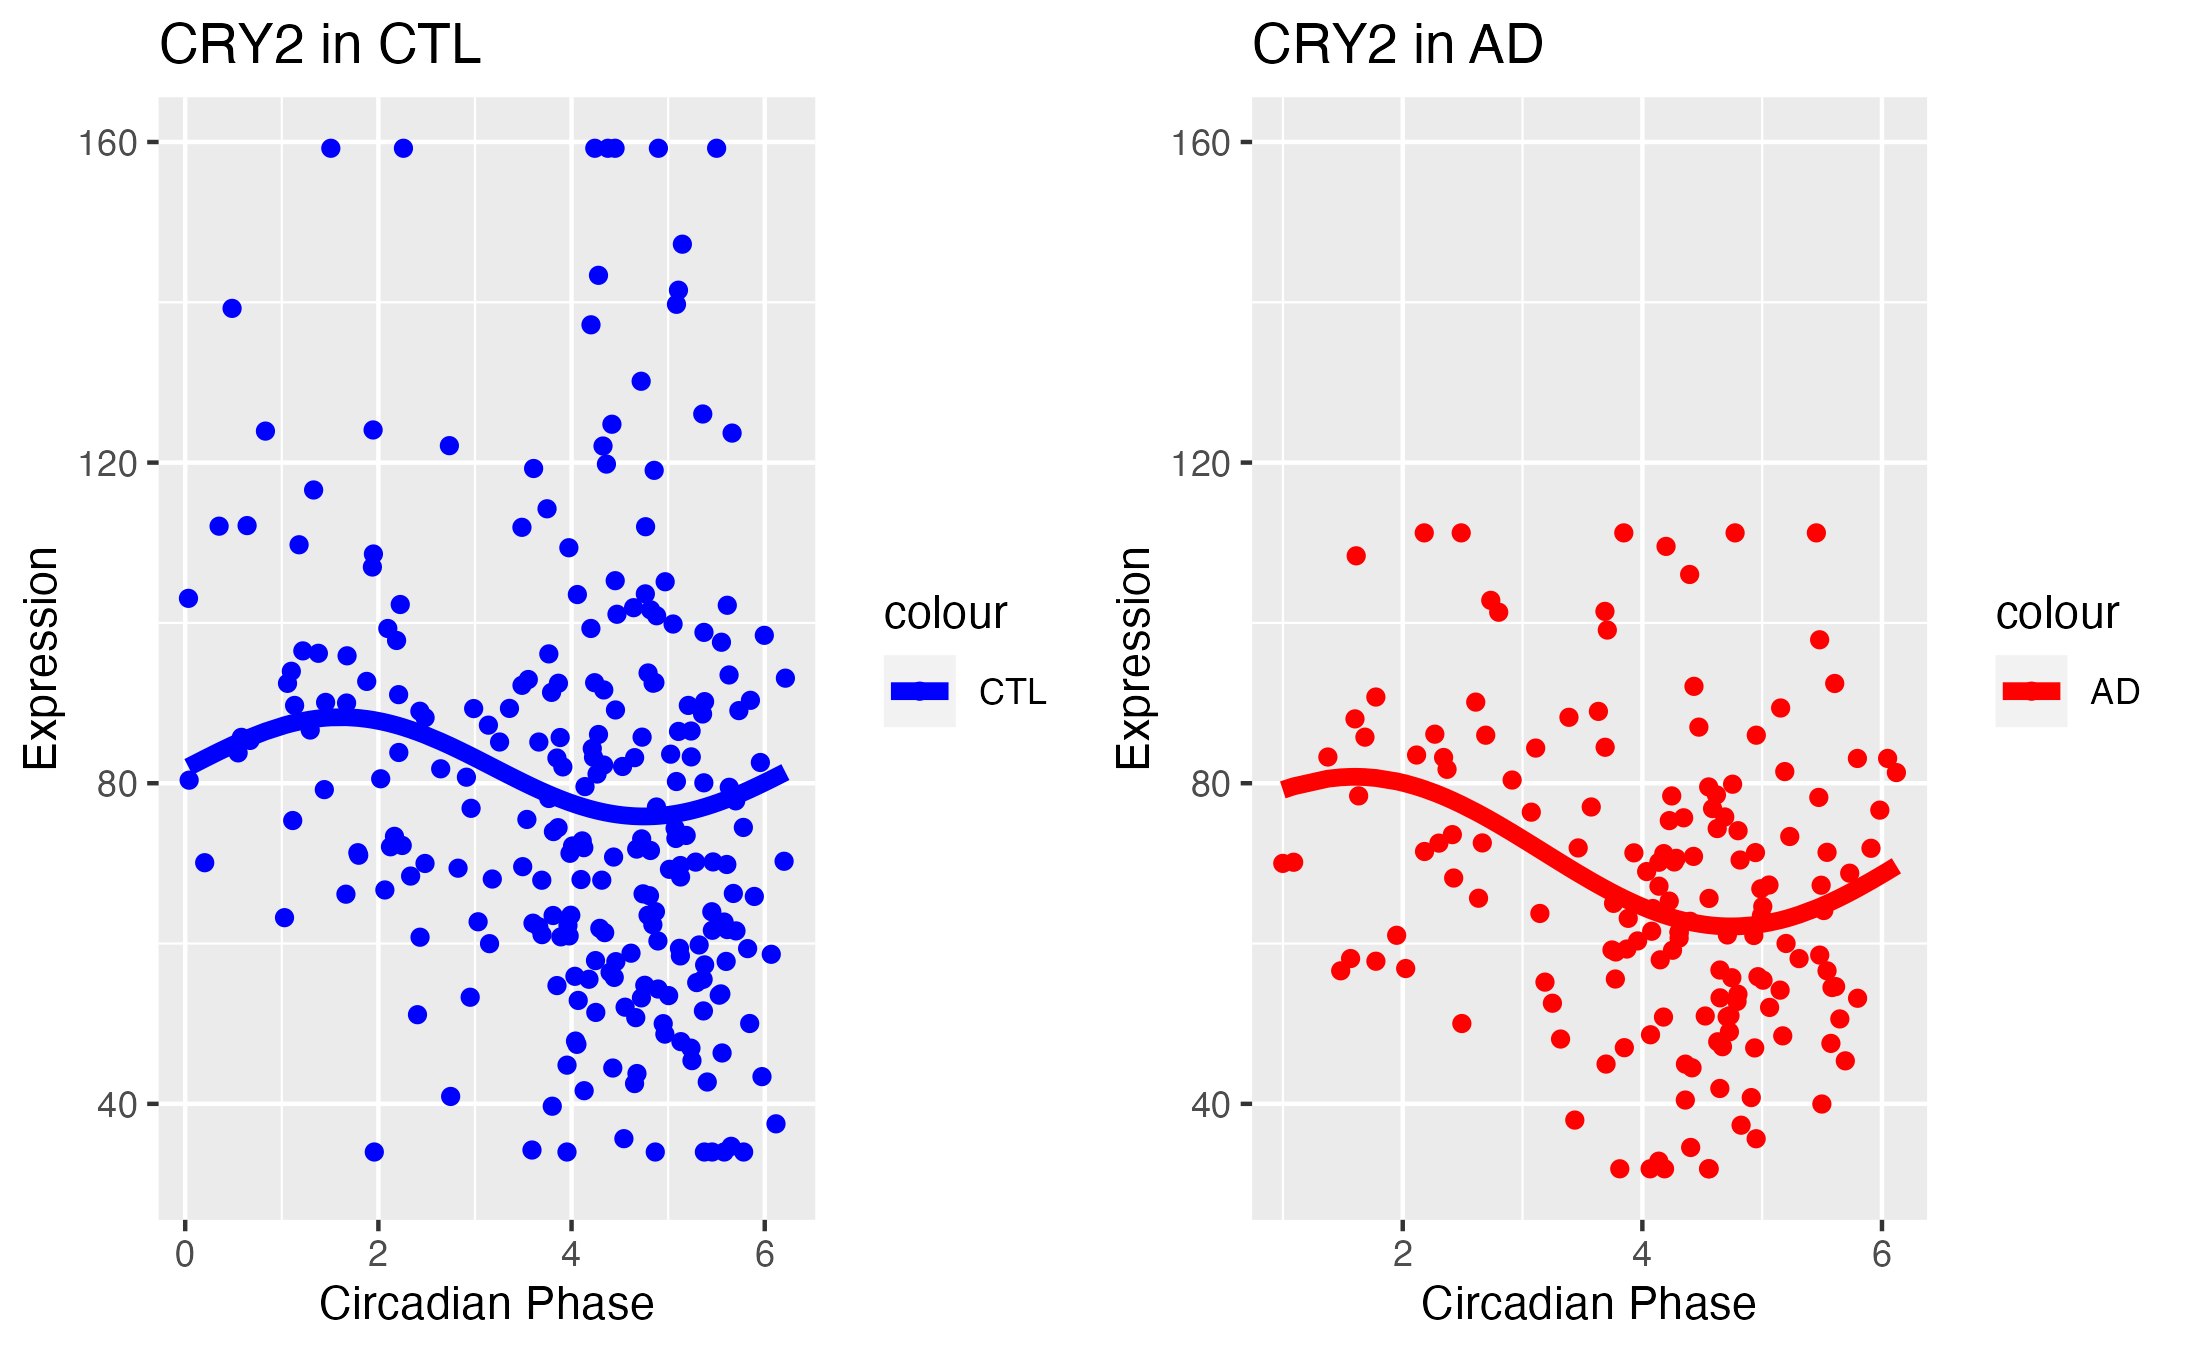 CRY2 in CTL
160
120
80
40
Expression
0 2 4 6
Circadian Phase
colour
CTL
CRY2 in AD
160
120
80
40
Expression
2 4 6
Circadian Phase
colour
AD